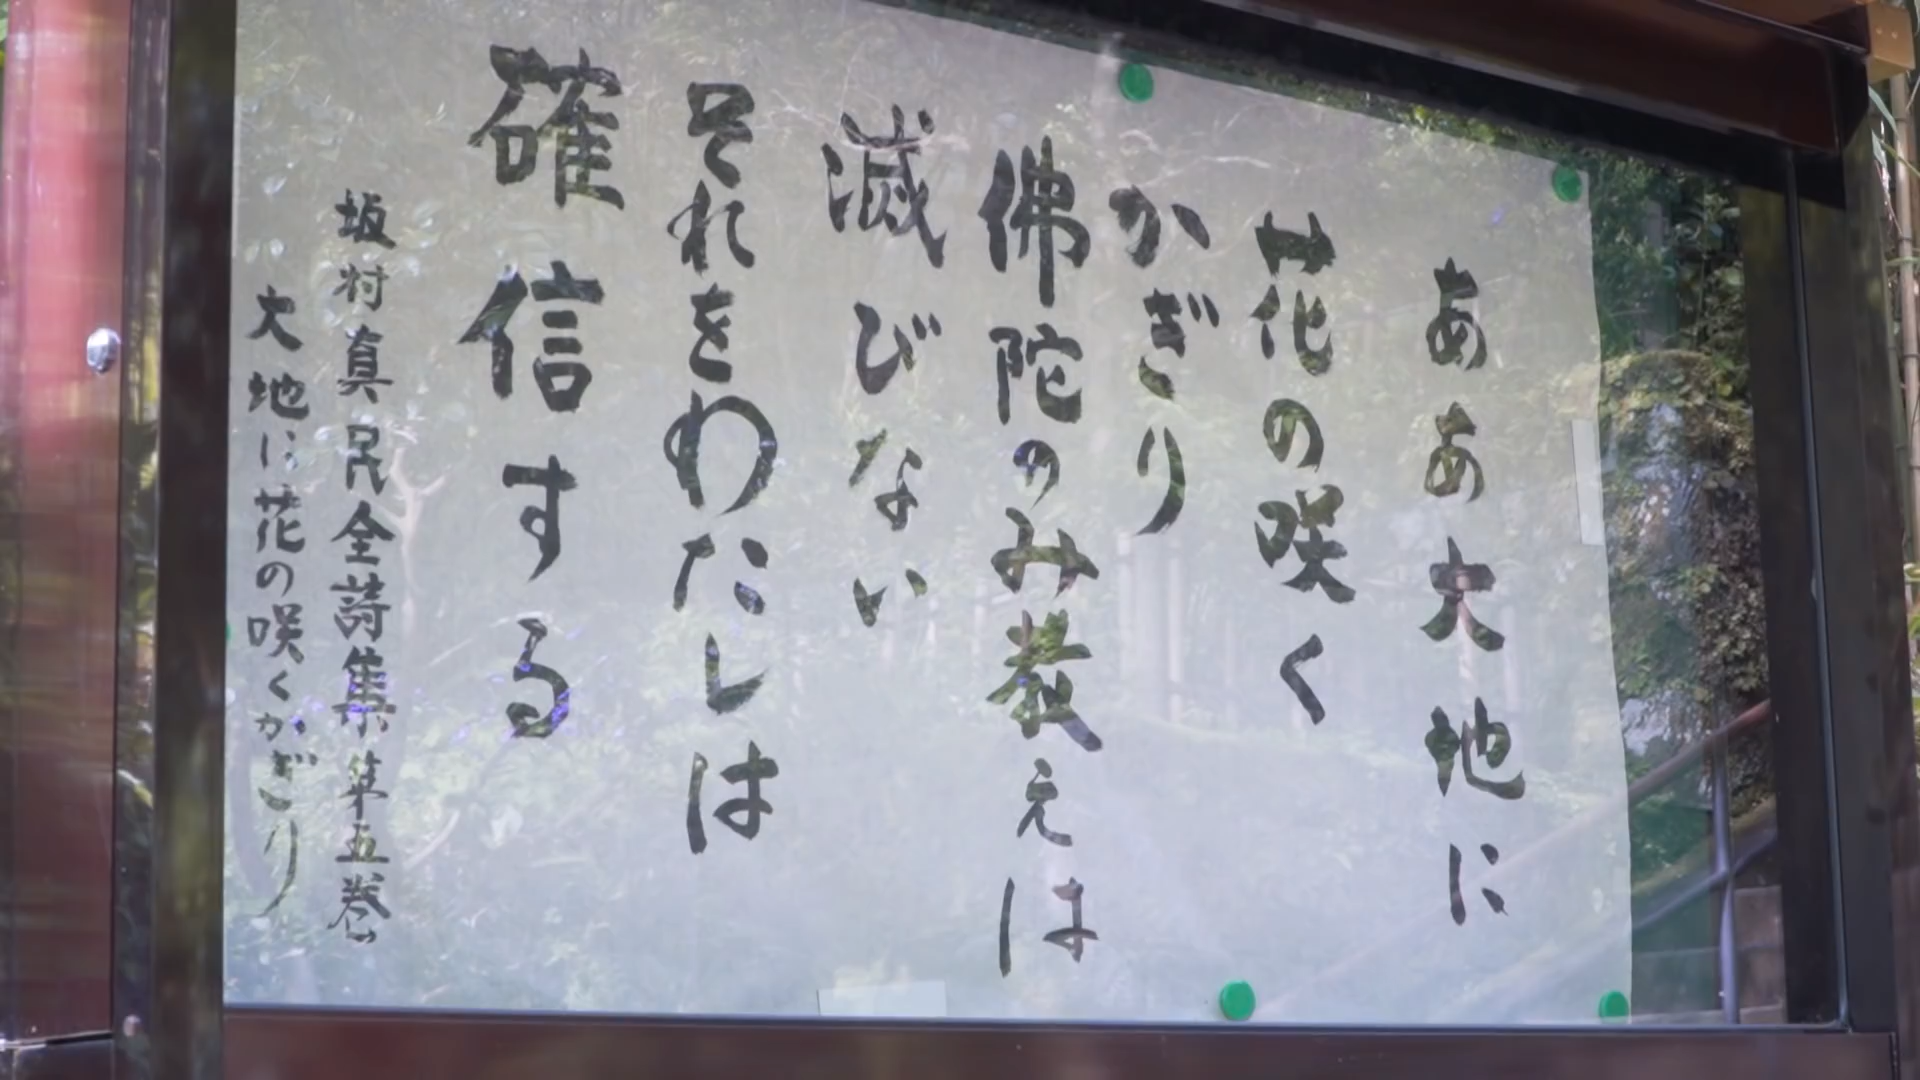 ああ大地に
花の咲く
かぎり
佛陀のみ教えは
滅びない
それをわたしは
確信する
坂村真民全詩集第五巻
大地に花の咲くかぎり